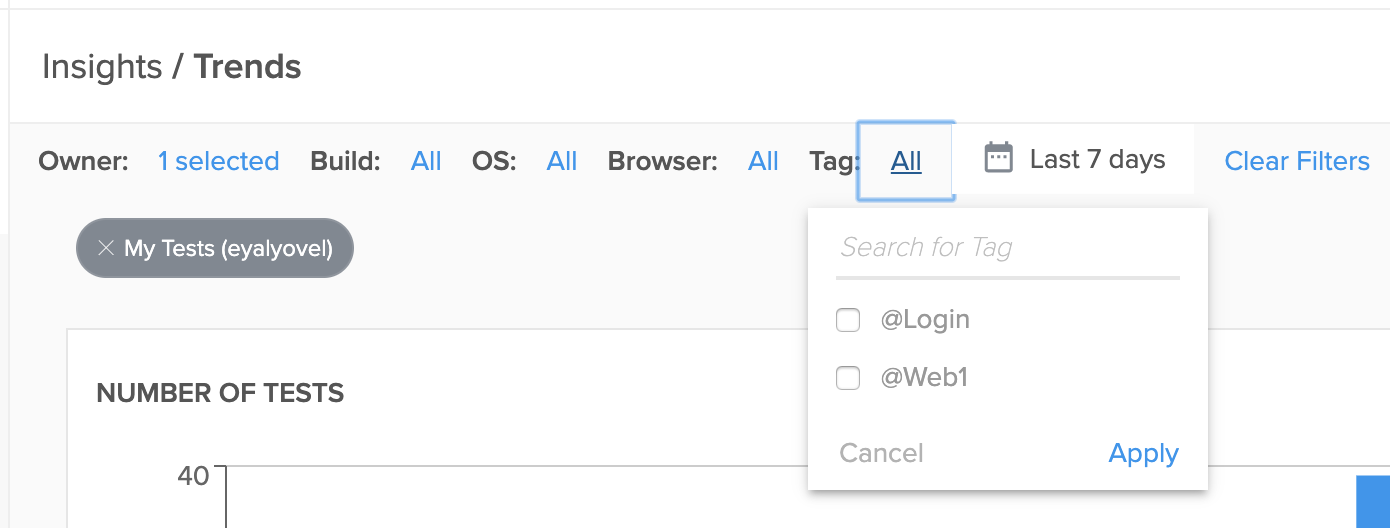 Insights / Trends
Owner: 1 selected Build: All OS: All Browser: All Tag: All Last 7 days Clear Filters
My Tests (eyalyovel)
Search for Tag
@Login
@Web1
Cancel Apply
NUMBER OF TESTS
40